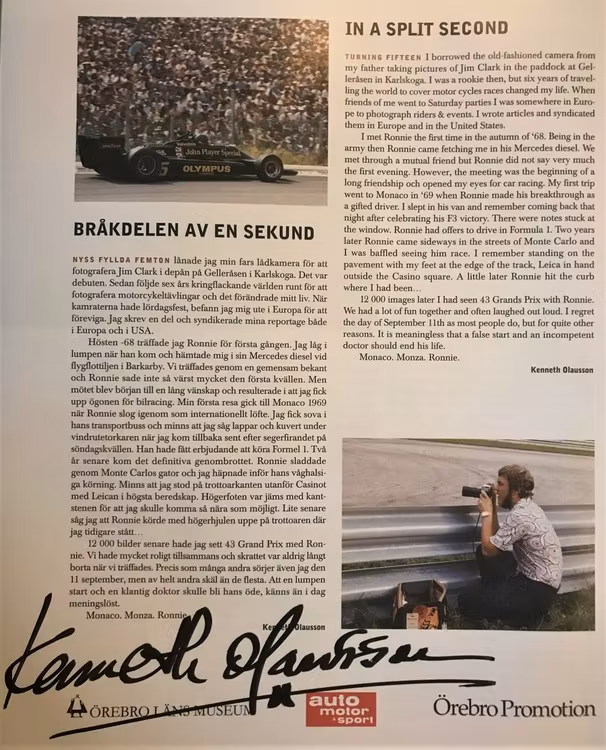 John Player Special
5
OLYMPUS
BRÅKDELEN AV EN SEKUND
NYSS FYLLDA FEMTON lånade jag min fars lådkamera för att
fotografera Jim Clark i depån på Gelleråsen i Karlskoga. Det var
debuten. Sedan följde sex års kringflackande världen runt för att
fotografera motorcykeltävlingar och det förändrade mitt liv. När
kamraterna hade lördagsfest, befann jag mig ute i Europa för att
föreviga. Jag skrev en del och syndikerade mina reportage både
i Europa och i USA.
Hösten -68 träffade jag Ronnie för första gången. Jag låg i
lumpen när han kom och hämtade mig i sin Mercedes diesel vid
flygflottiljen i Barkarby. Vi träffades genom en gemensam bekant
och Ronnie sade inte så värst mycket den första kvällen. Men
mötet blev början till en lång vänskap och resulterade i att jag fick
upp ögonen för bilracing. Min första resa gick till Monaco 1969
när Ronnie slog igenom som internationellt löfte. Jag fick sova i
hans transportbuss och minns att jag såg lappar och kuvert under
vindrutetorkaren när jag kom tillbaka sent efter segerfirandet på
söndagskvällen. Han hade fått erbjudande att köra Formel 1. Två
år senare kom det definitiva genombrottet. Ronnie sladdade
genom Monte Carlos gator och jag häpnade inför hans våghalsi-
ga körning. Minns att jag stod på trottoarkanten utanför Casinot
med Leican i högsta beredskap. Högerfoten var jäms med kant-
stenen för att jag skulle komma så nära som möjligt. Lite senare
såg jag att Ronnie körde med högerhjulen uppe på trottoaren där
jag tidigare stått…
12 000 bilder senare hade jag sett 43 Grand Prix med Ron-
nie. Vi hade mycket roligt tillsammans och skrattet var aldrig långt
borta när vi träffades. Precis som många andra sörjer även jag den
11 september, men av helt andra skäl än de flesta. Att en lumpen
start och en klantig doktor skulle bli hans öde, känns än i dag
meningslöst.
Monaco. Monza. Ronnie.
Kenneth Olausson
IN A SPLIT SECOND
TURNING FIFTEEN I borrowed the old-fashioned camera from
my father taking pictures of Jim Clark in the paddock at Gel-
leråsen in Karlskoga. I was a rookie then, but six years of travel-
ling the world to cover motor cycles races changed my life. When
friends of me went to Saturday parties I was somewhere in Euro-
pe to photograph riders & events. I wrote articles and syndicated
them in Europe and in the United States.
I met Ronnie the first time in the autumn of '68. Being in the
army then Ronnie came fetching me in his Mercedes diesel. We
met through a mutual friend but Ronnie did not say very much
the first evening. However, the meeting was the beginning of a
long friendship and opened my eyes for car racing. My first trip
went to Monaco in '69 when Ronnie made his breakthrough as
a gifted driver. I slept in his van and remember coming back that
night after celebrating his F3 victory. There were notes stuck at
the window. Ronnie had offers to drive in Formula 1. Two years
later Ronnie came sideways in the streets of Monte Carlo and
I was baffled seeing him race. I remember standing on the
pavement with my feet at the edge of the track, Leica in hand
outside the Casino square. A little later Ronnie hit the curb
where I had been…
12 000 images later I had seen 43 Grands Prix with Ronnie.
We had a lot of fun together and often laughed out loud. I regret
the day of September 11th as most people do, but for quite other
reasons. It is meaningless that a false start and an incompetent
doctor should end his life.
Monaco. Monza. Ronnie.
Kenneth Olausson
Kenneth Olausson
ÖREBRO LÄNS MUSEUM
auto
motor
&sport
Örebro Promotion